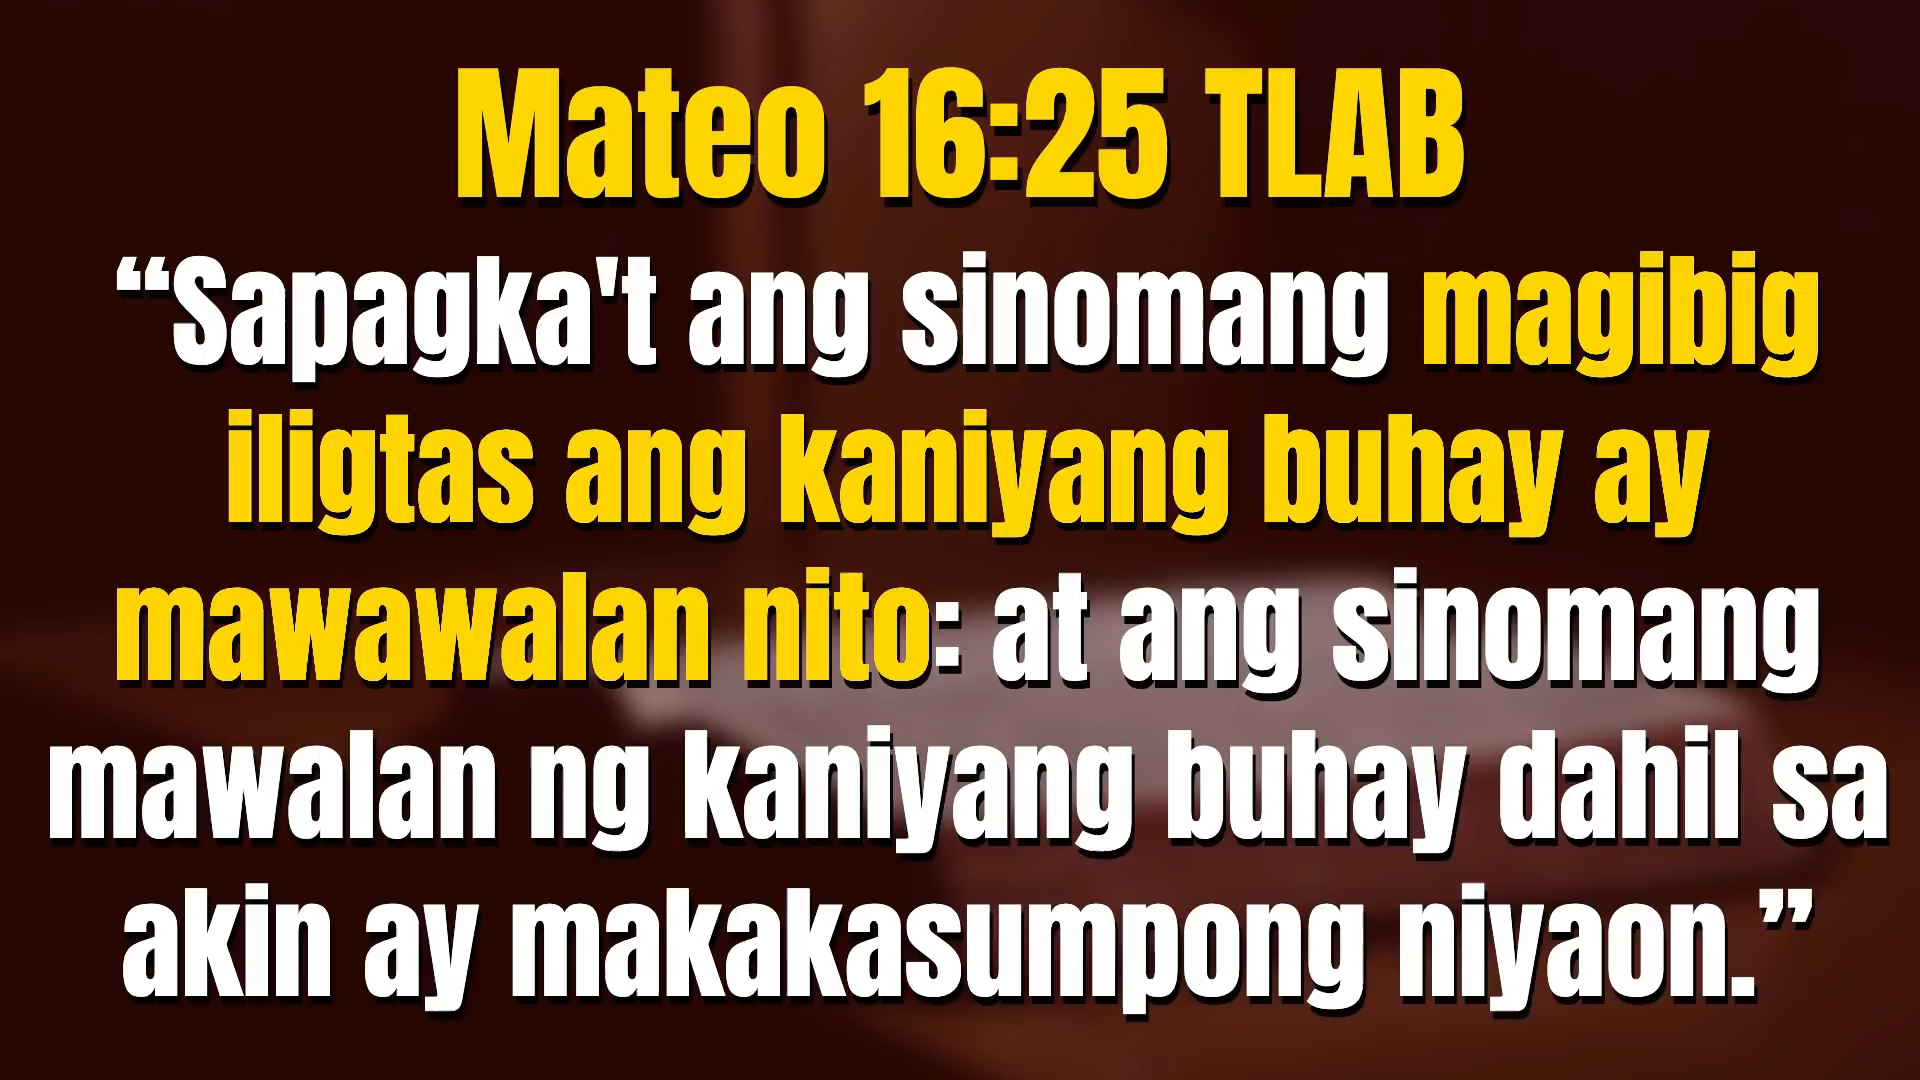 Mateo 16:25 TLAB
“Sapagka't ang sinomang magibig
iligtas ang kaniyang buhay ay
mawawalan nito: at ang sinomang
mawalan ng kaniyang buhay dahil sa
akin ay makakasumpong niyaon.”